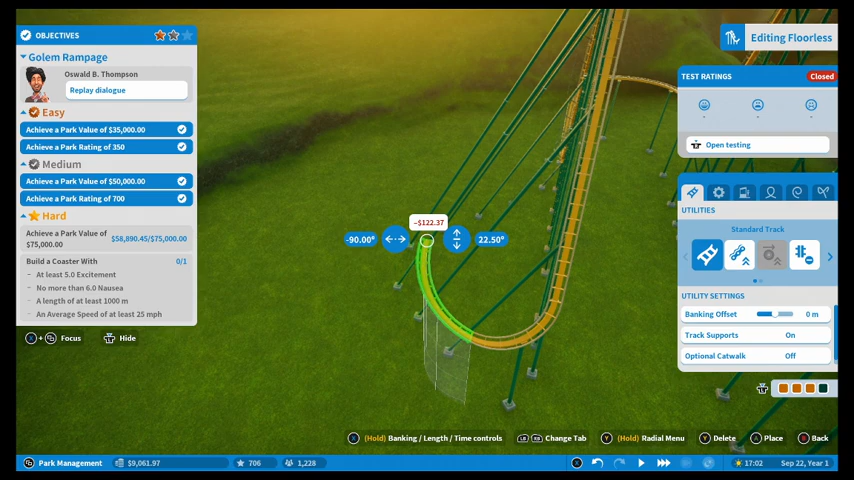 OBJECTIVES
Golem Rampage
Oswald B. Thompson
Replay dialogue
Easy
Achieve a Park Value of $35,000.00
Achieve a Park Rating of 350
Medium
Achieve a Park Value of $50,000.00
Achieve a Park Rating of 700
Hard
Achieve a Park Value of $75,000.00
$58,890.45/$75,000.00
Build a Coaster With
0/1
- At least 5.0 Excitement
- No more than 6.0 Nausea
- A length of at least 1000 m
- An Average Speed of at least 25 mph
X + Focus
Hide
-$122.37
-90.00°
22.50°
Editing Floorless
TEST RATINGS
Closed
- - -
Open testing
UTILITIES
Standard Track
UTILITY SETTINGS
Banking Offset
0 m
Track Supports
On
Optional Catwalk
Off
X (Hold) Banking / Length / Time controls
LB RB Change Tab
Y (Hold) Radial Menu
Y Delete
A Place
B Back
Park Management
$9,061.97
706
1,228
X
17:02
Sep 22, Year 1